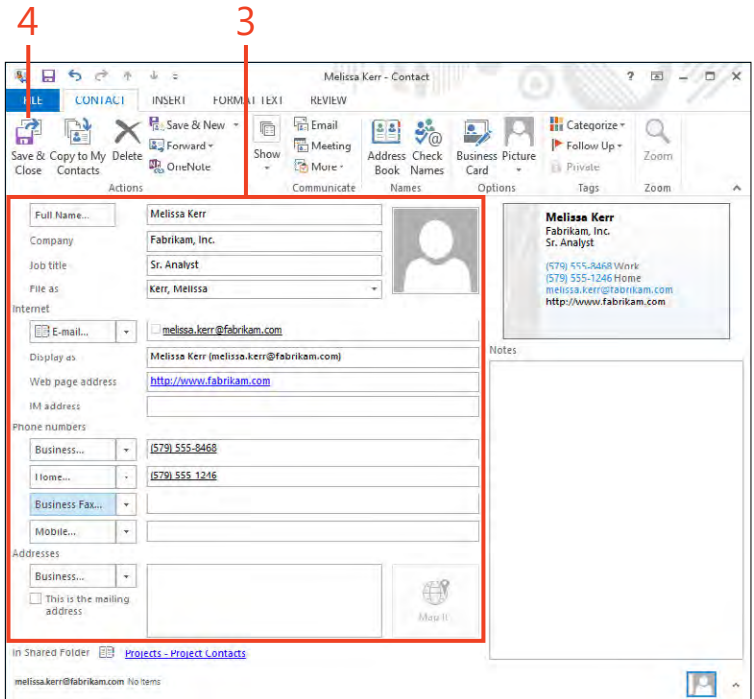 4 3
Melissa Kerr - Contact ?
FILE CONTACT INSERT FORMAT TEXT REVIEW
Save & Close
Copy to My Contacts
Delete
Save & New
Forward
OneNote
Actions
Show
Email
Meeting
More
Communicate
Address Book
Check Names
Names
Business Card
Picture
Options
Categorize
Follow Up
Private
Tags
Zoom
Zoom
Full Name... Melissa Kerr
Company Fabrikam, Inc.
Job title Sr. Analyst
File as Kerr, Melissa
Internet
E-mail... melissa.kerr@fabrikam.com
Display as Melissa Kerr (melissa.kerr@fabrikam.com)
Web page address http://www.fabrikam.com
IM address
Phone numbers
Business... (579) 555-8468
Home... (579) 555-1246
Business Fax...
Mobile...
Addresses
Business...
This is the mailing
address
Map It
Melissa Kerr
Fabrikam, Inc.
Sr. Analyst
(579) 555-8468 Work
(579) 555-1246 Home
melissa.kerr@fabrikam.com
http://www.fabrikam.com
Notes
In Shared Folder Projects - Project Contacts
melissa.kerr@fabrikam.com No Items